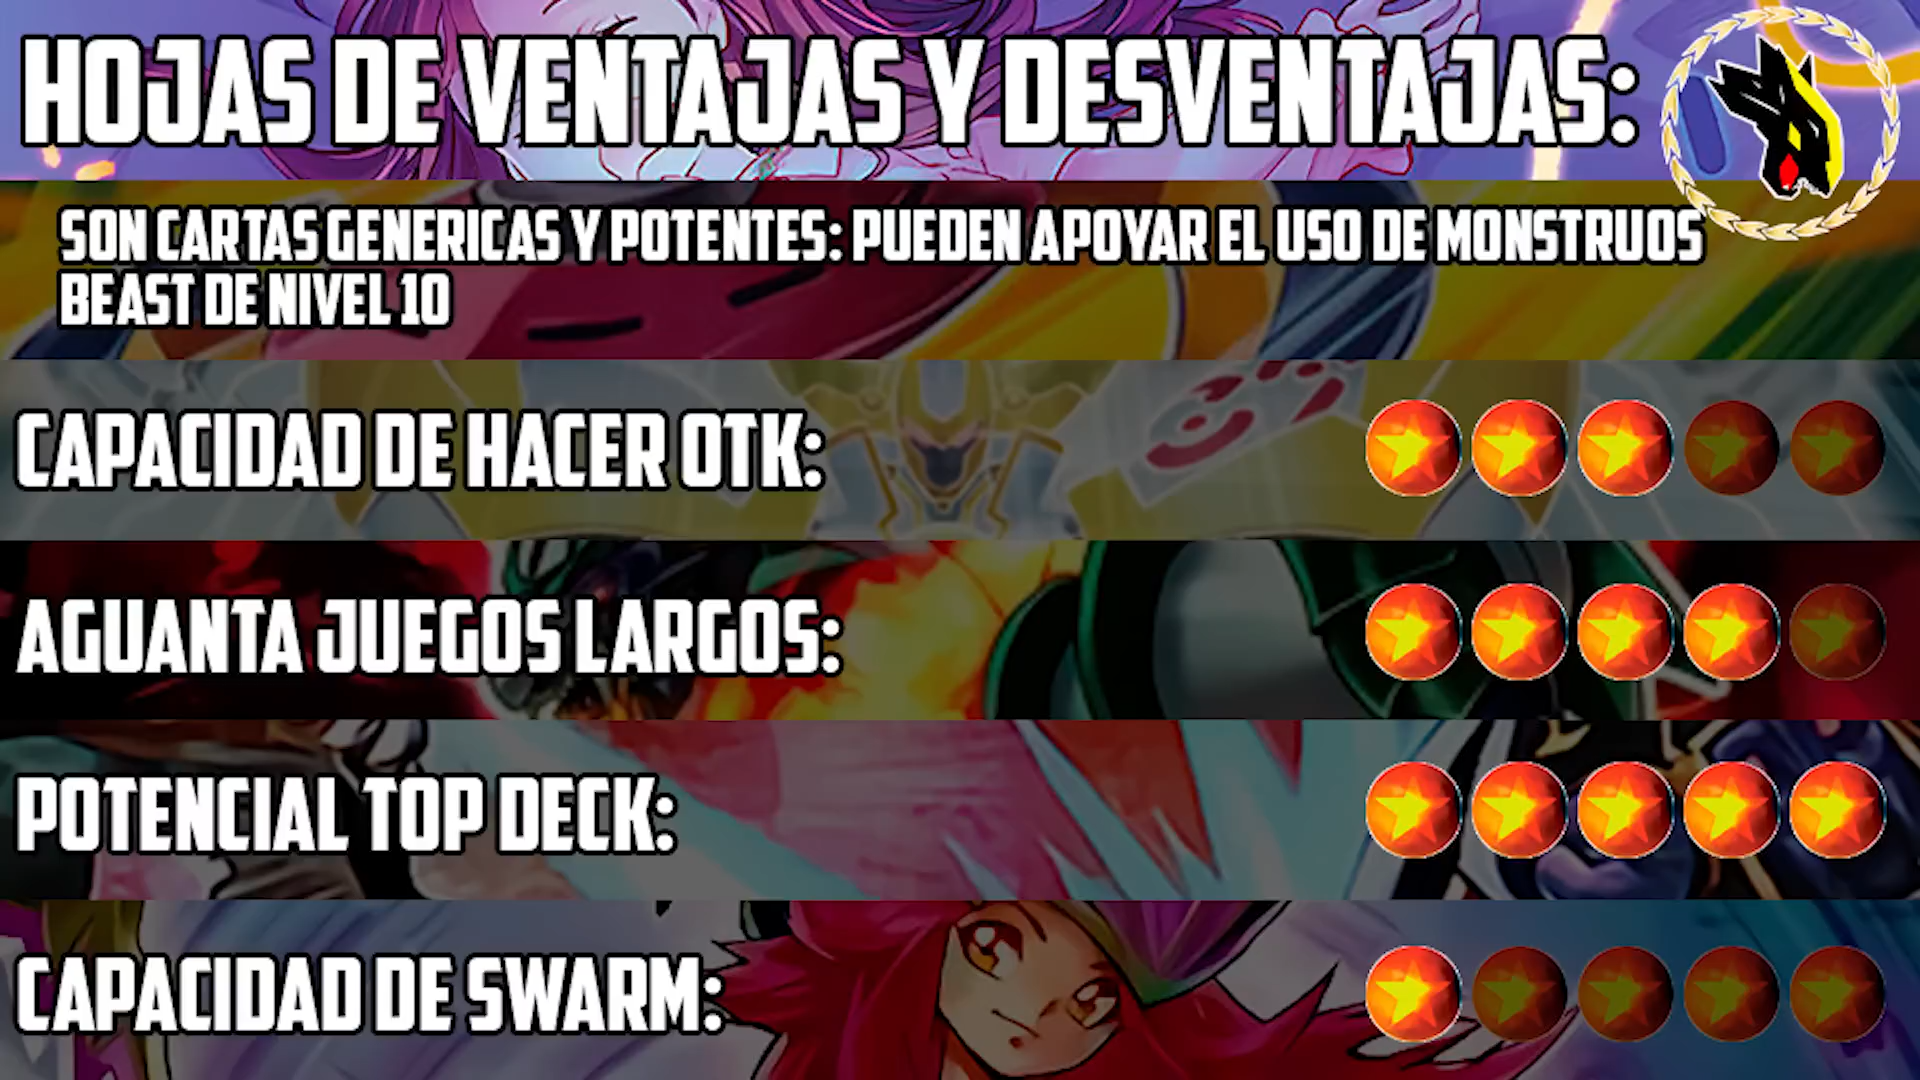 HOJAS DE VENTAJAS Y DESVENTAJAS:
SON CARTAS GENERICAS Y POTENTES: PUEDEN APOYAR EL USO DE MONSTRUOS
BEAST DE NIVEL 10
CAPACIDAD DE HACER OTK:
AGUANTA JUEGOS LARGOS:
POTENCIAL TOP DECK:
CAPACIDAD DE SWARM: